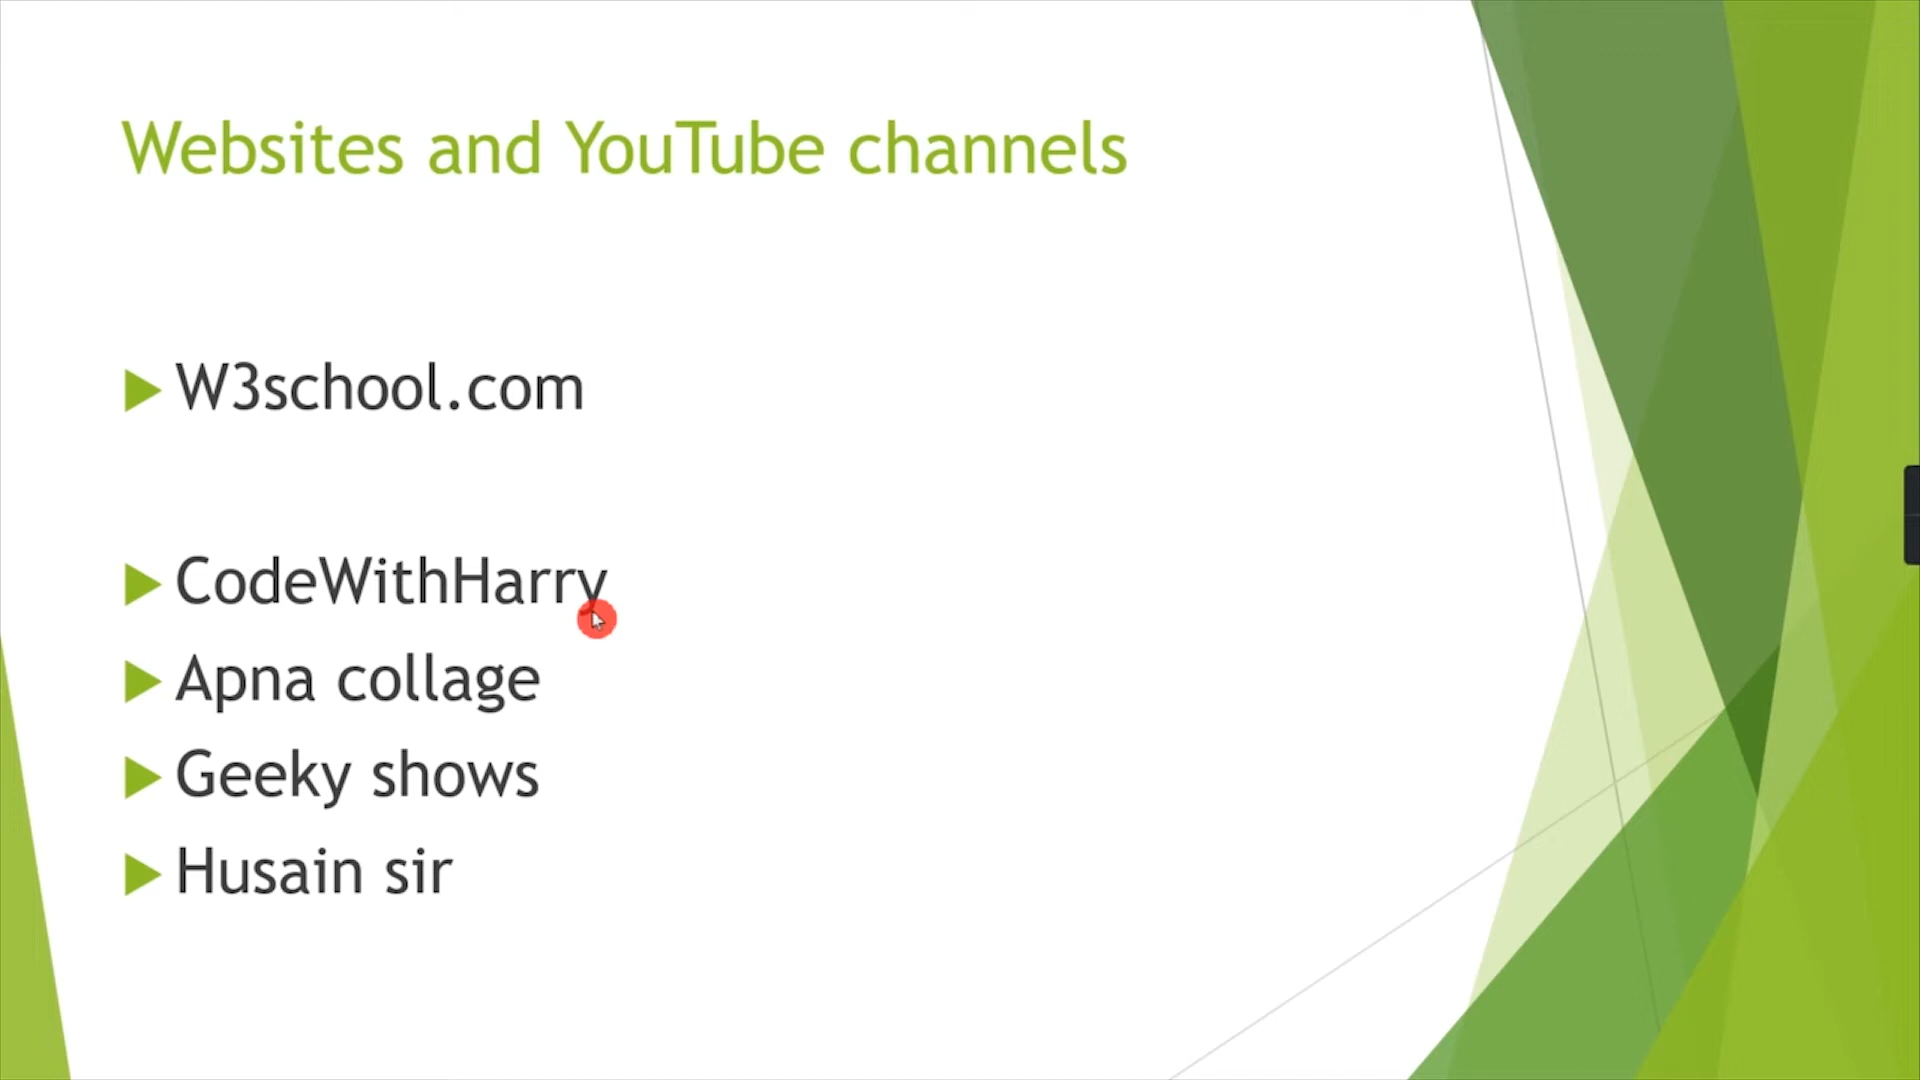 Websites and YouTube channels
W3school.com
CodeWithHarry
Apna collage
Geeky shows
Husain sir